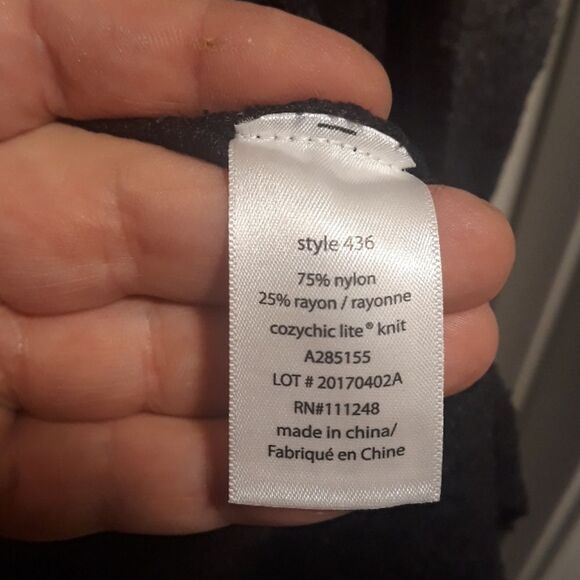 style 436
75% nylon
25% rayon / rayonne
cozychic lite® knit
A285155
LOT # 20170402A
RN#111248
made in china/
Fabriqué en Chine